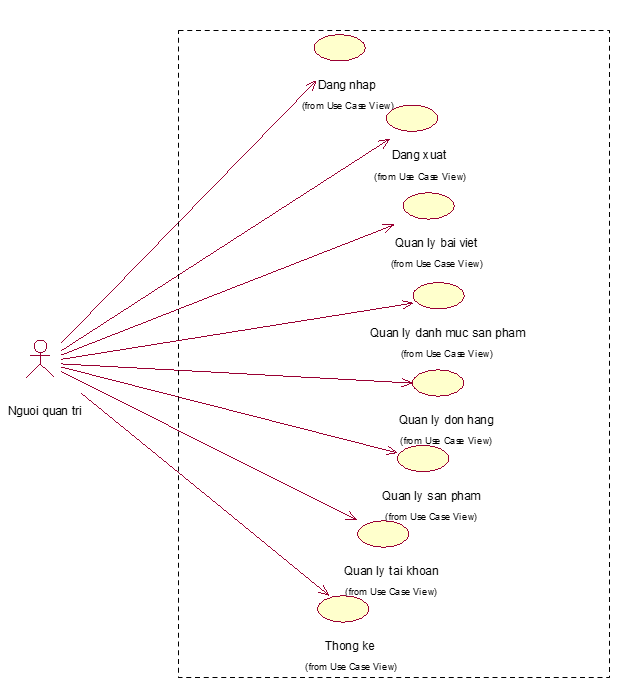 Dang nhap
(from Use Case View)
Dang xuat
(from Use Case View)
Quan ly bai viet
(from Use Case View)
Quan ly danh muc san pham
(from Use Case View)
Nguoi quan tri
Quan ly don hang
(from Use Case View)
Quan ly san pham
(from Use Case View)
Quan ly tai khoan
(from Use Case View)
Thong ke
(from Use Case View)